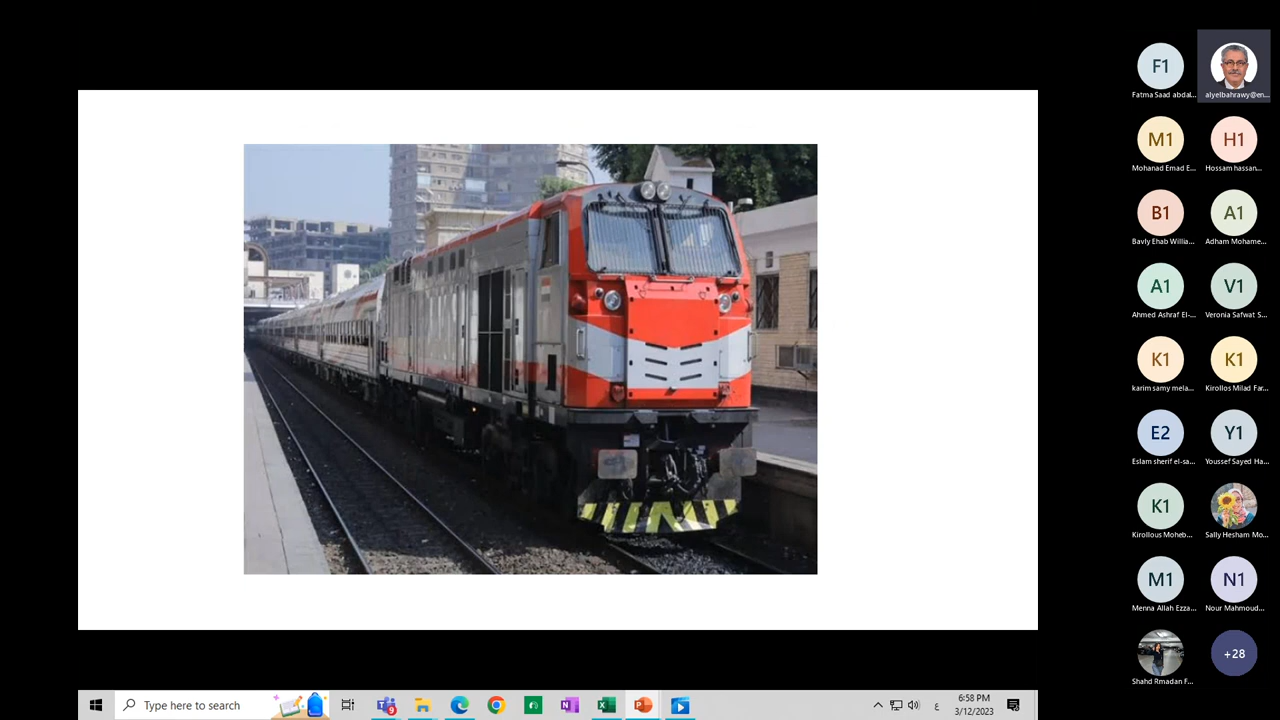 F1
Fatma Saad abdal...
alyelbahrawy@en...
M1
H1
Mohanad Emad E...
Hossam hassan...
B1
A1
Bavly Ehab Willia...
Adham Mohame...
A1
V1
Ahmed Ashraf El-...
Veronia Safwat S...
K1
K1
karim samy mela...
Kirollos Milad Far...
E2
Y1
Eslam sherif el-sa...
Youssef Sayed Ha...
K1
Kirollous Moheb...
Sally Hesham Mo...
M1
N1
Menna Allah Ezza...
Nour Mahmoud...
+28
Shahd Rmadan F...
Type here to search
9
ع
6:58 PM
3/12/2023